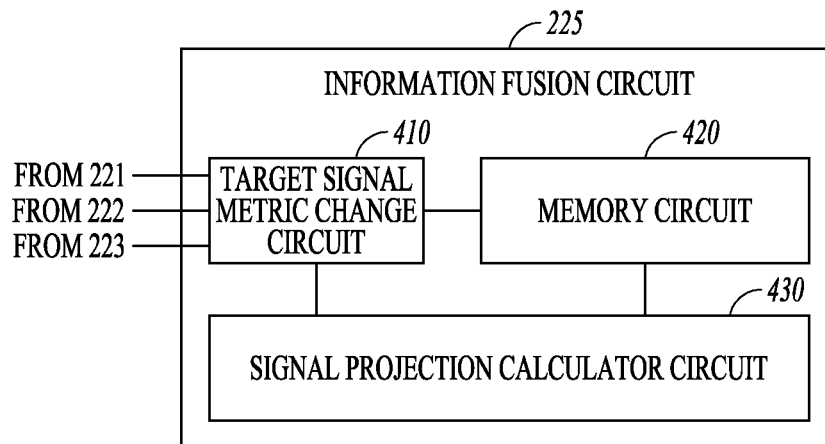 225
INFORMATION FUSION CIRCUIT
410
420
FROM 221
FROM 222
FROM 223
TARGET SIGNAL
METRIC CHANGE
CIRCUIT
MEMORY CIRCUIT
430
SIGNAL PROJECTION CALCULATOR CIRCUIT